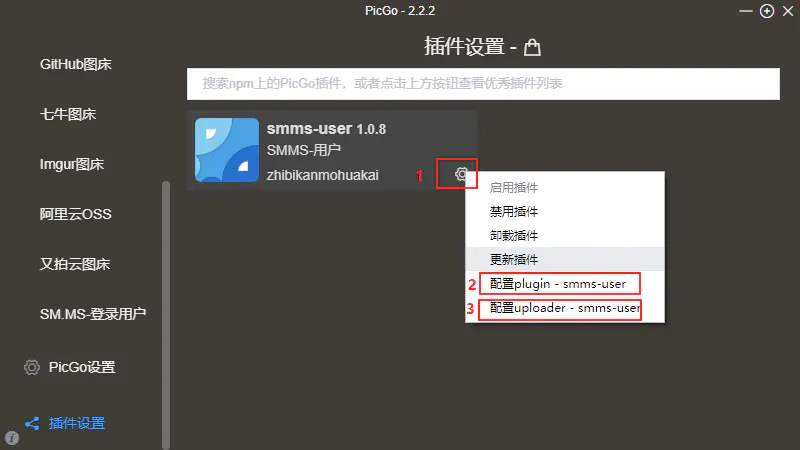 PicGo - 2.2.2
插件设置 -
搜索npm上的PicGo插件，或者点击上方按钮查看优秀插件列表
GitHub图床
七牛图床
Imgur图床
阿里云OSS
又拍云图床
SM.MS-登录用户
PicGo设置
插件设置
smms-user 1.0.8
SMMS-用户
zhibikanmohuakai
1
启用插件
禁用插件
卸载插件
更新插件
2 配置plugin - smms-user
3 配置uploader - smms-user